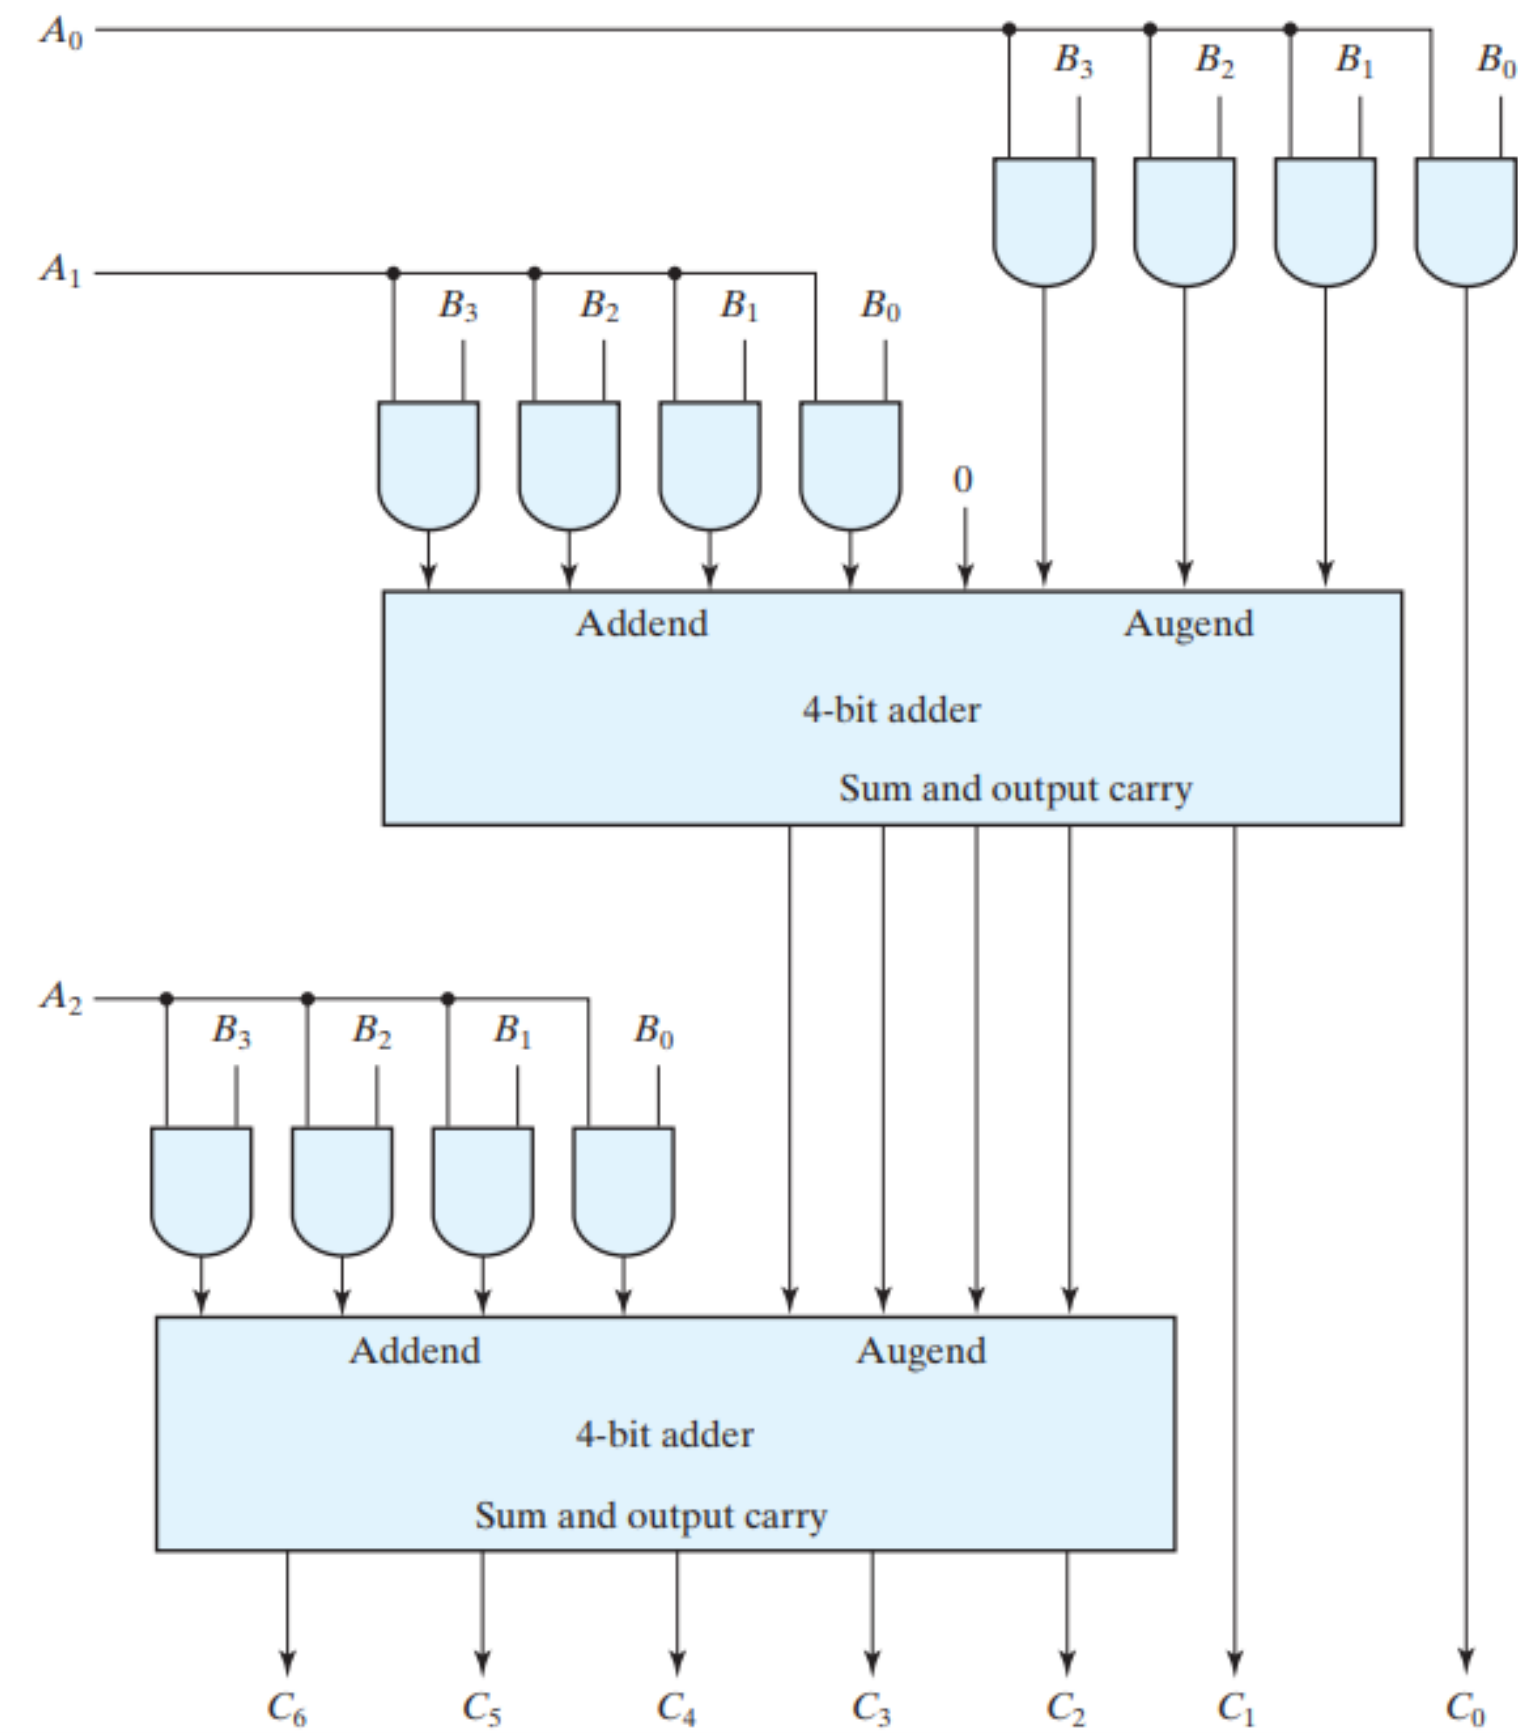 A₀
B₃ B₂ B₁ B₀
A₁
B₃ B₂ B₁ B₀
0
Addend Augend
4-bit adder
Sum and output carry
A₂
B₃ B₂ B₁ B₀
Addend Augend
4-bit adder
Sum and output carry
C₆ C₅ C₄ C₃ C₂ C₁ C₀